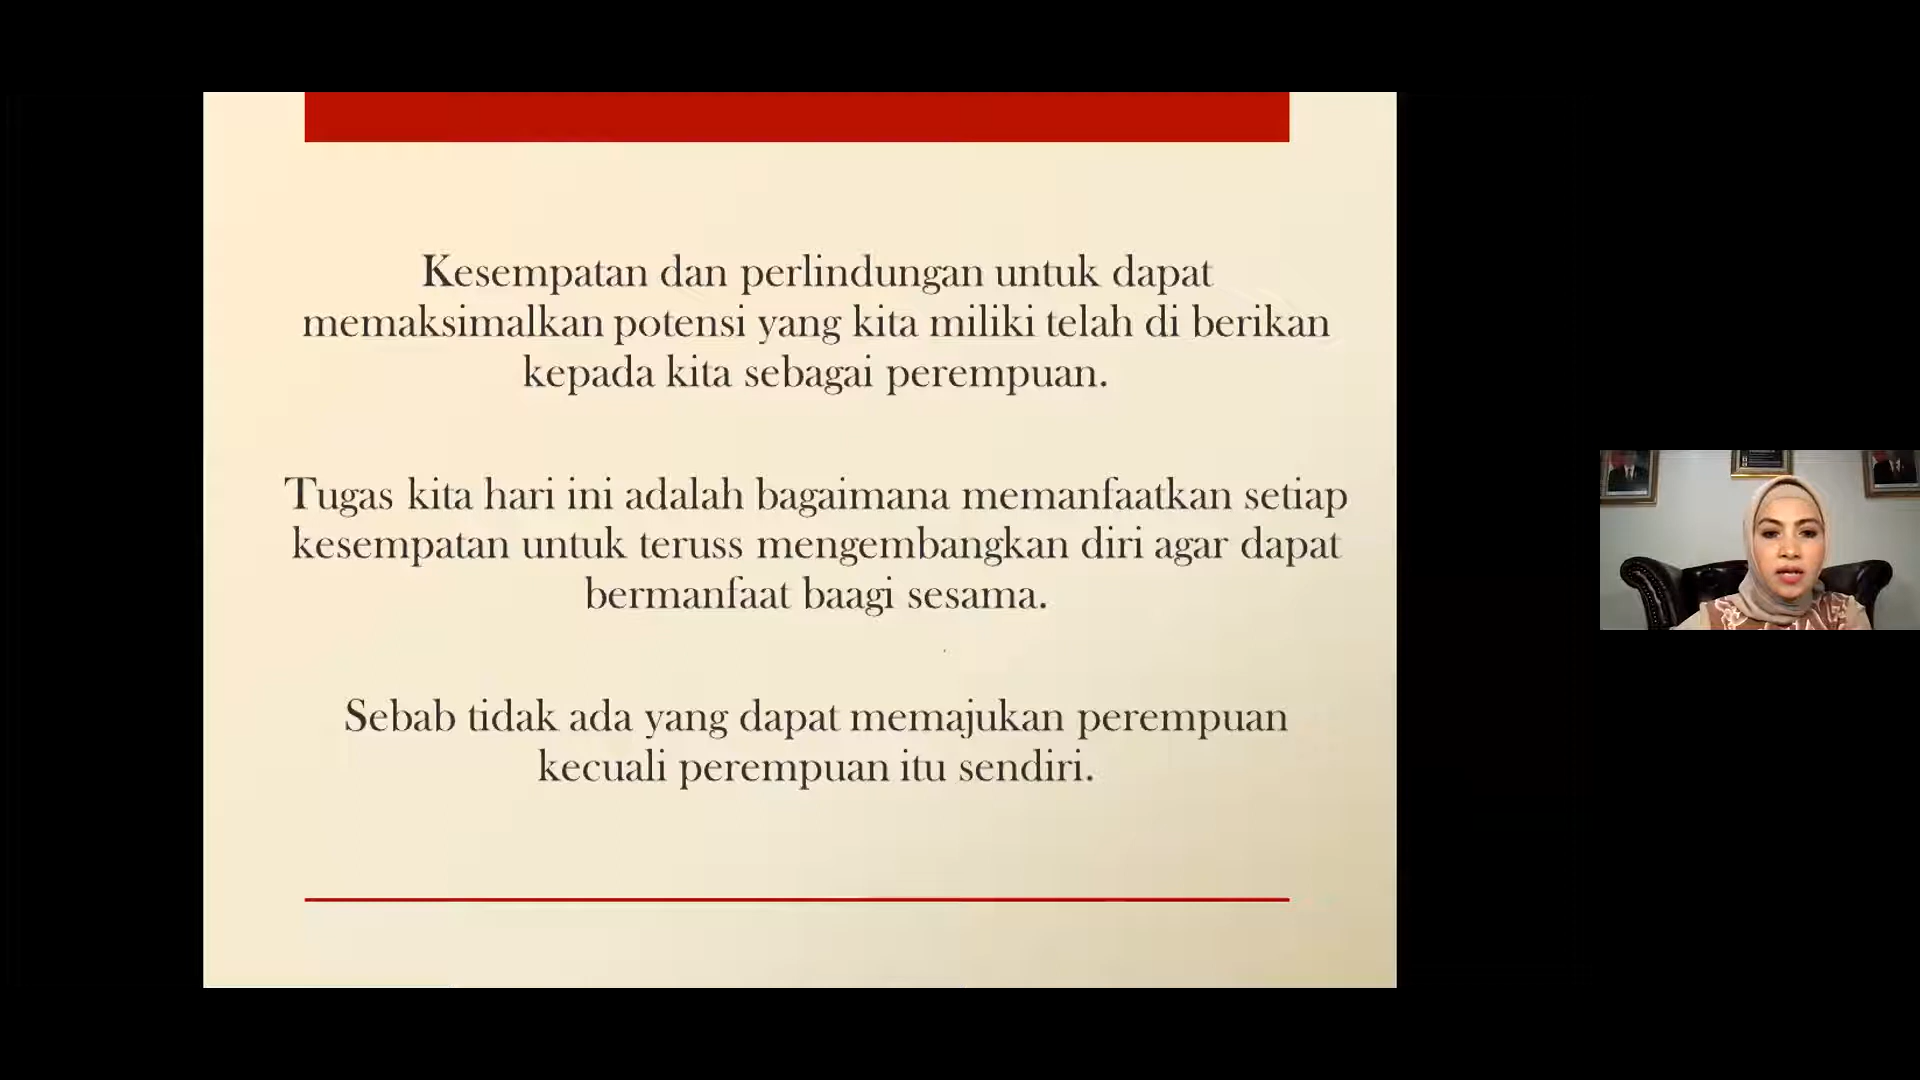 Kesempatan dan perlindungan untuk dapat
memaksimalkan potensi yang kita miliki telah di berikan
kepada kita sebagai perempuan.
Tugas kita hari ini adalah bagaimana memanfaatkan setiap
kesempatan untuk teruss mengembangkan diri agar dapat
bermanfaat baagi sesama.
Sebab tidak ada yang dapat memajukan perempuan
kecuali perempuan itu sendiri.